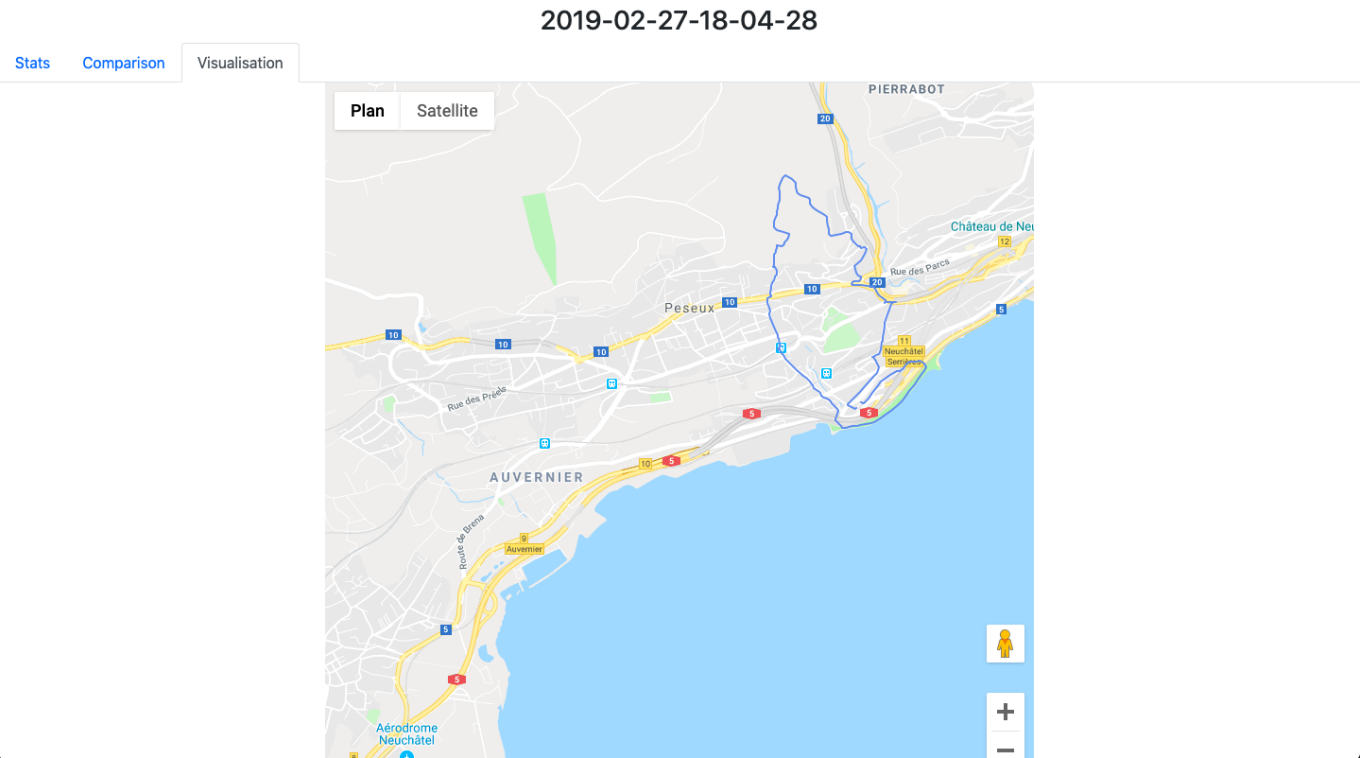 2019-02-27-18-04-28
Stats
Comparison
Visualisation
Plan
Satellite
PIERRABOT
20
Château de Neu
12
Rue des Parcs
20
10
10
Peseux
5
10
10
10
11
Neuchâtel
Serrières
Rue des Préels
5
5
10
5
AUVERNIER
Route de Brena
9
Auvernier
5
5
Aérodrome
Neuchâtel